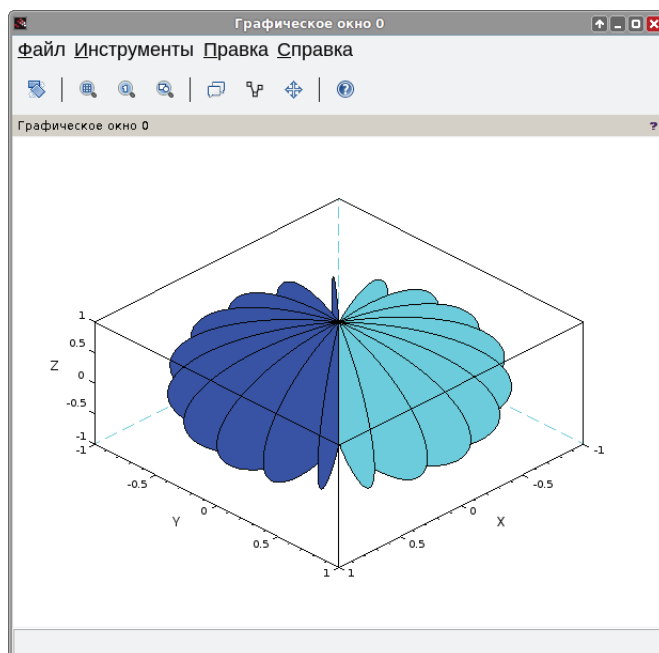 Графическое окно 0
Файл Инструменты Правка Справка
Графическое окно 0 ?
1
0.5
Z
0
-0.5
-1
-1 -1
-0.5 -0.5
0 0
Y X
0.5 0.5
1 1